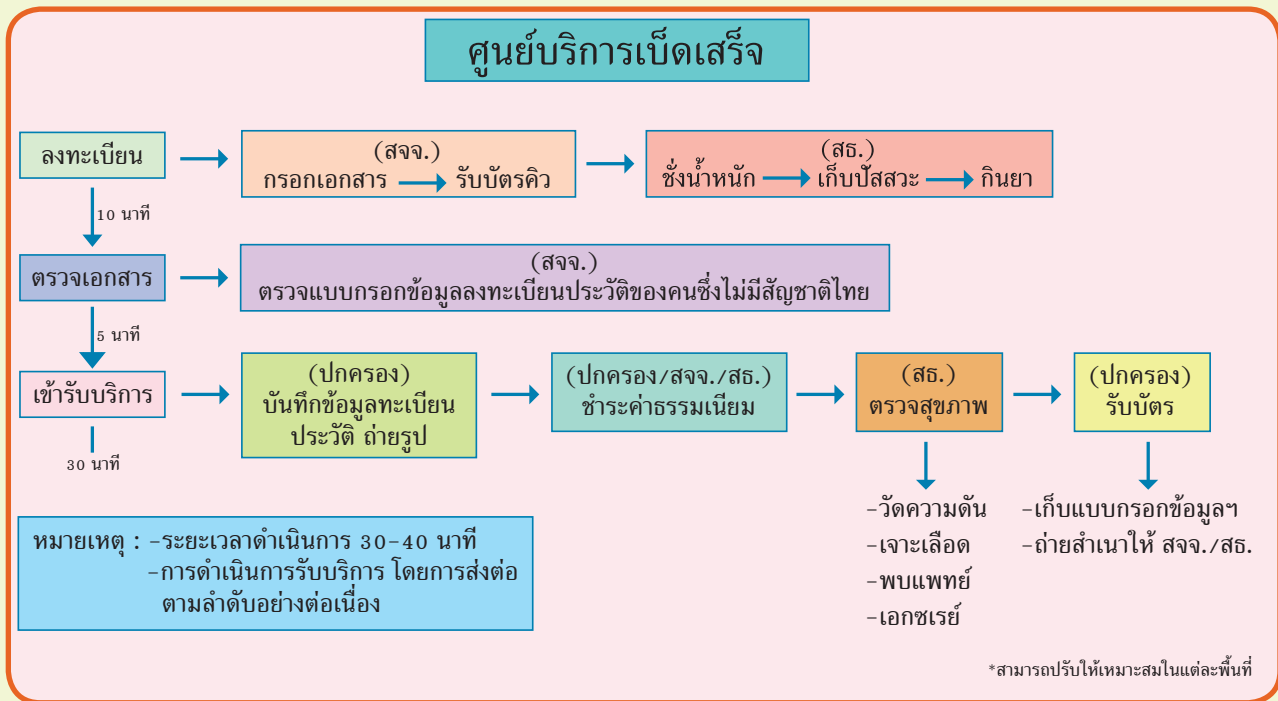 ศูนย์บริการเบ็ดเสร็จ
ลงทะเบียน
(สจจ.)
กรอกเอกสาร
รับบัตรคิว
(สธ.)
ชั่งน้ำหนัก
เก็บปัสสวะ
กินยา
10 นาที
ตรวจเอกสาร
(สจจ.)
ตรวจแบบกรอกข้อมูลลงทะเบียนประวัติของคนซึ่งไม่มีสัญชาติไทย
5 นาที
เข้ารับบริการ
(ปกครอง)
บันทึกข้อมูลทะเบียน
ประวัติ ถ่ายรูป
(ปกครอง/สจจ./สธ.)
ชำระค่าธรรมเนียม
(สธ.)
ตรวจสุขภาพ
(ปกครอง)
รับบัตร
30 นาที
-วัดความดัน
-เจาะเลือด
-พบแพทย์
-เอกซเรย์
-เก็บแบบกรอกข้อมูลฯ
-ถ่ายสำเนาให้ สจจ./สธ.
หมายเหตุ : -ระยะเวลาดำเนินการ 30-40 นาที
-การดำเนินการรับบริการ โดยการส่งต่อ
ตามลำดับอย่างต่อเนื่อง
*สามารถปรับให้เหมาะสมในแต่ละพื้นที่